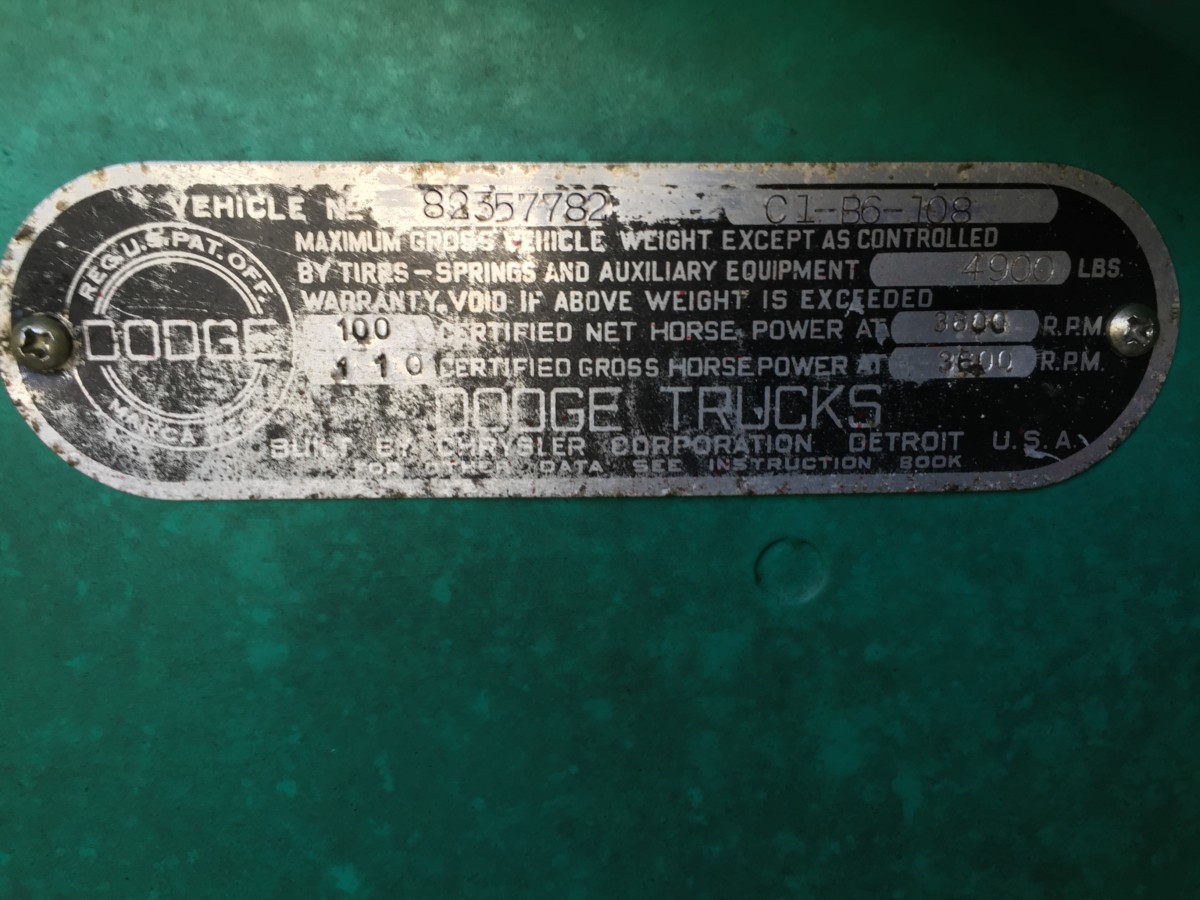 VEHICLE No 82357782 C1-B6-108
MAXIMUM GROSS VEHICLE WEIGHT EXCEPT AS CONTROLLED
BY TIRES-SPRINGS AND AUXILIARY EQUIPMENT 4900 LBS.
WARRANTY VOID IF ABOVE WEIGHT IS EXCEEDED
100 CERTIFIED NET HORSE POWER AT 3600 R.P.M.
110 CERTIFIED GROSS HORSEPOWER AT 3600 R.P.M.
REG. U.S. PAT. OFF.
DODGE
MARCA
DODGE TRUCKS
BUILT BY CHRYSLER CORPORATION DETROIT U.S.A.
FOR OTHER DATA SEE INSTRUCTION BOOK